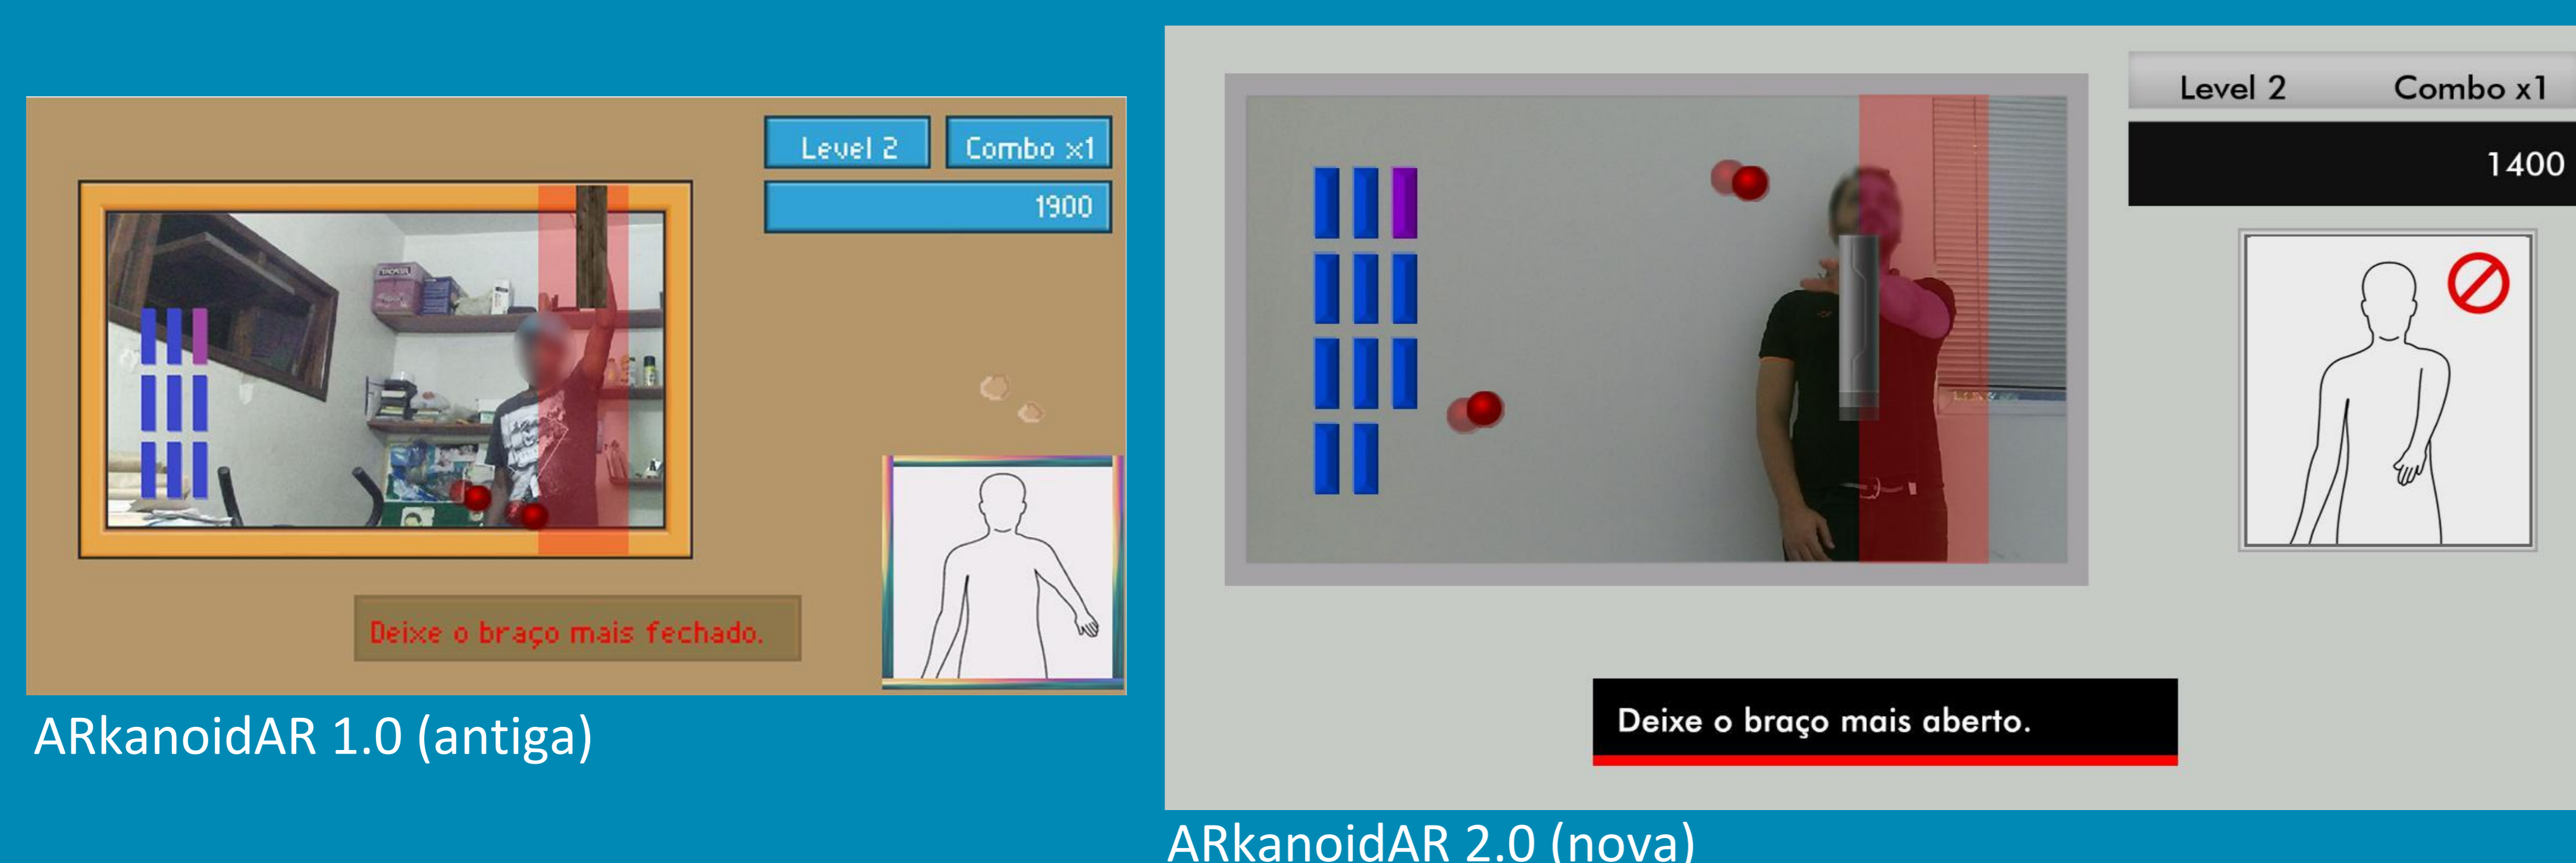 Level 2
Combo x1
1900
Deixe o braço mais fechado.
ARkanoidAR 1.0 (antiga)
Level 2
Combo x1
1400
Deixe o braço mais aberto.
ARkanoidAR 2.0 (nova)